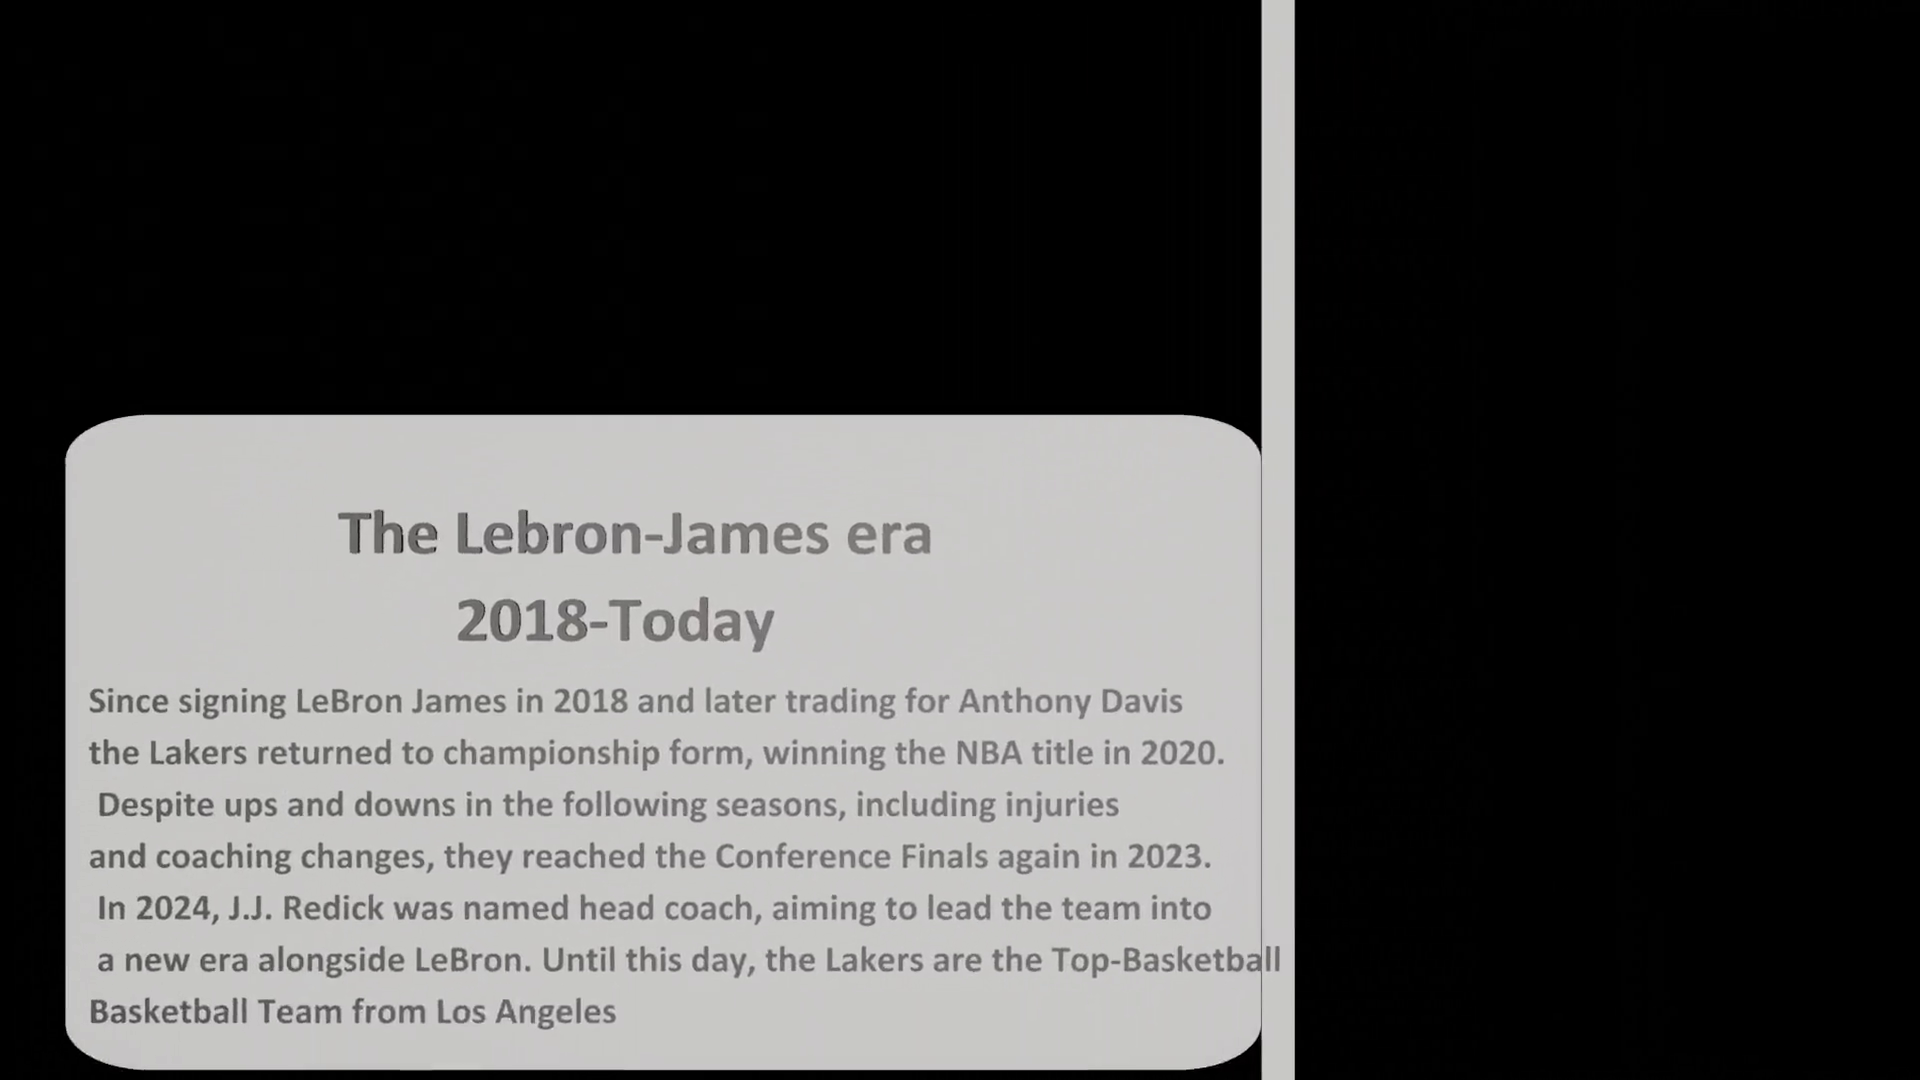 The Lebron-James era
2018-Today
Since signing LeBron James in 2018 and later trading for Anthony Davis
the Lakers returned to championship form, winning the NBA title in 2020.
Despite ups and downs in the following seasons, including injuries
and coaching changes, they reached the Conference Finals again in 2023.
In 2024, J.J. Redick was named head coach, aiming to lead the team into
a new era alongside LeBron. Until this day, the Lakers are the Top-Basketball
Basketball Team from Los Angeles